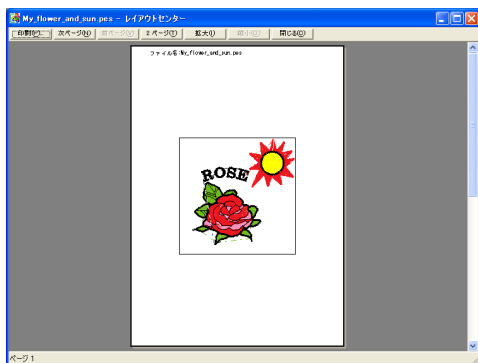 My_flower_and_sun.pes - レイアウトセンター
印刷(P)... 次ページ(N) 前ページ(V) 2 ページ(T) 拡大(I) 縮小(O) 閉じる(C)
ファイル名:My_flower_and_sun.pes
ROSE
ページ 1